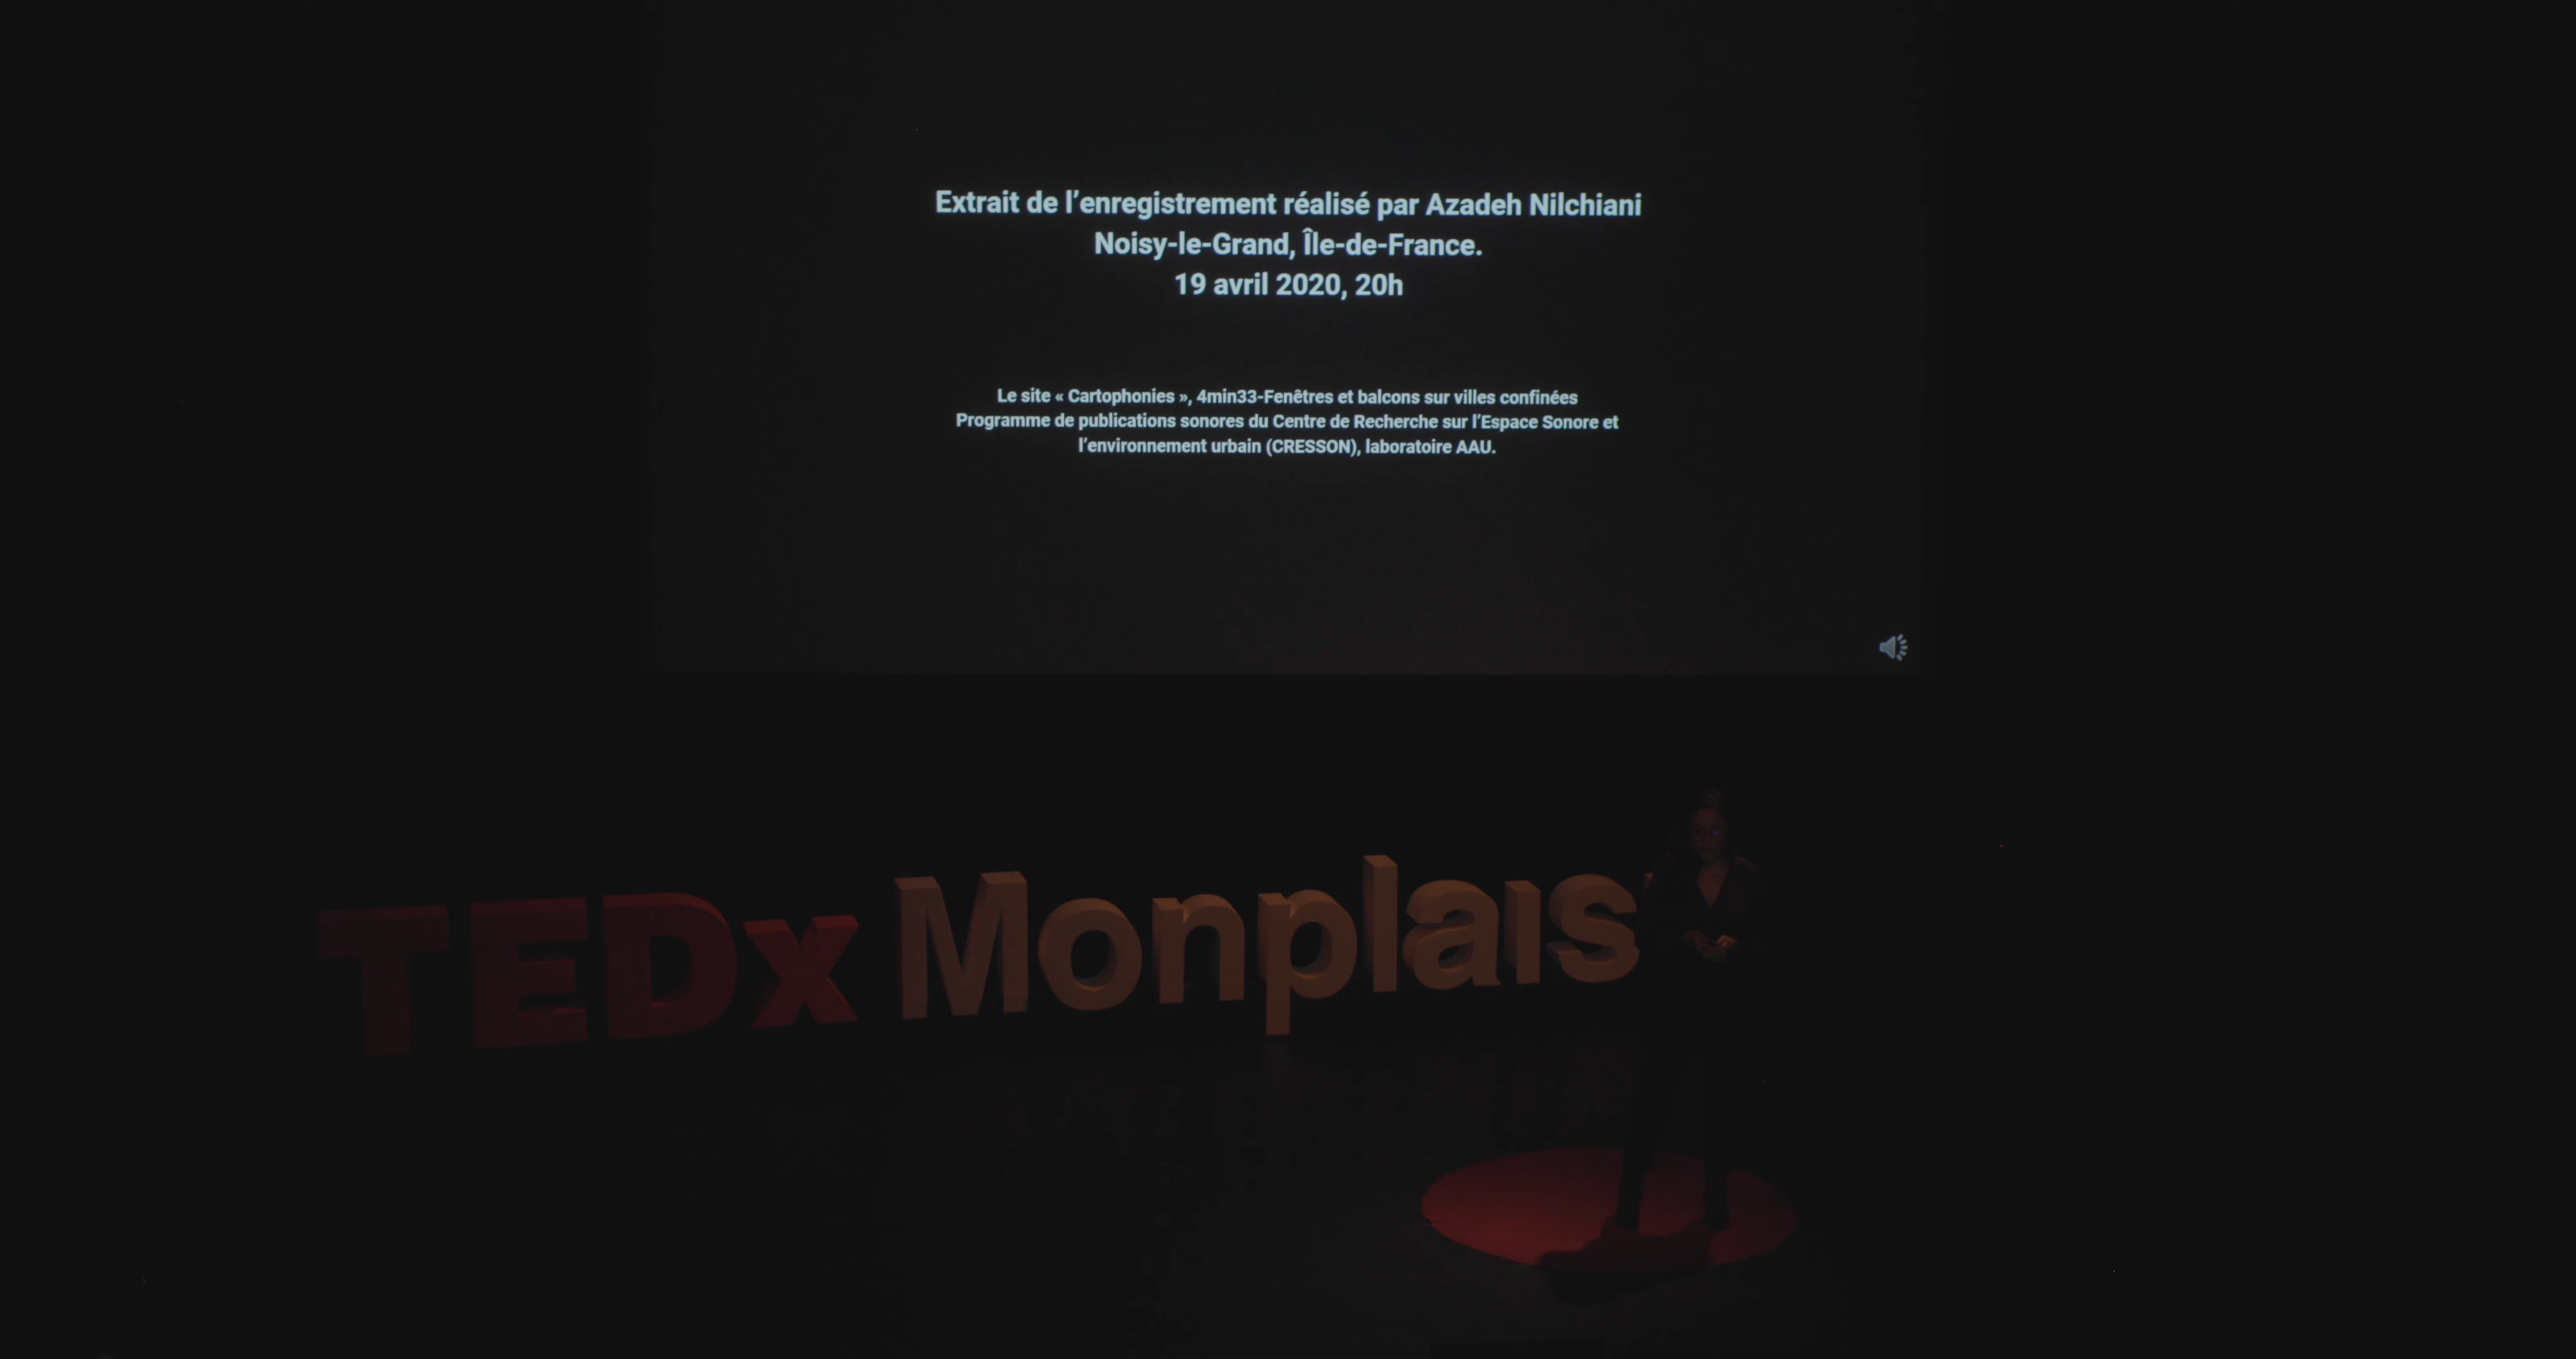 Extrait de l’enregistrement réalisé par Azadeh Nilchiani
Noisy-le-Grand, Île-de-France.
19 avril 2020, 20h
Le site « Cartophonies », 4min33-Fenêtres et balcons sur villes confinées
Programme de publications sonores du Centre de Recherche sur l’Espace Sonore et
l’environnement urbain (CRESSON), laboratoire AAU.
TEDx Monplais